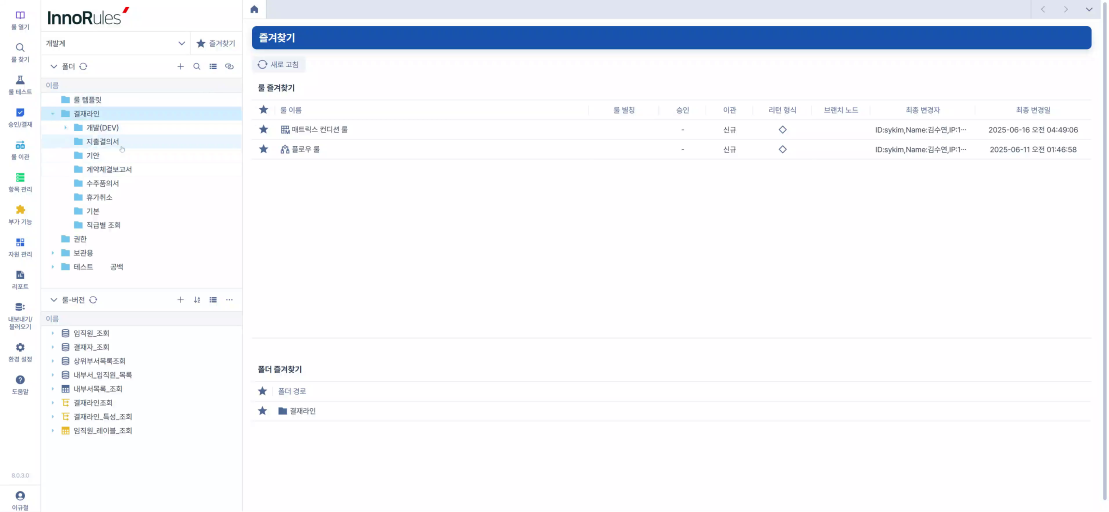 InnoRules
룰 열기
룰 찾기
룰 테스트
승인/결재
룰 이관
항목 관리
부가 기능
자원 관리
리포트
내보내기/
불러오기
환경 설정
도움말
이규철
개발계
즐겨찾기
폴더
이름
룰 템플릿
결재라인
개발(DEV)
지출결의서
기안
계약체결보고서
수주품의서
휴가취소
기본
직급별 조회
권한
보관용
테스트 공백
룰-버전
이름
임직원_조회
결재자_조회
상위부서목록조회
내부서_임직원_목록
내부서목록_조회
결재라인조회
결재라인_특성_조회
임직원_레이블_조회
즐겨찾기
새로 고침
룰 즐겨찾기
룰 이름 룰 별칭 승인 이관 리턴 형식 브랜치 노드 최종 변경자 최종 변경일
매트릭스 컨디션 룰 - 신규 ID:sykim,Name:김수연,IP:1··· 2025-06-16 오전 04:49:06
플로우 룰 - 신규 ID:sykim,Name:김수연,IP:1··· 2025-06-11 오전 01:46:58
폴더 즐겨찾기
폴더 경로
결재라인